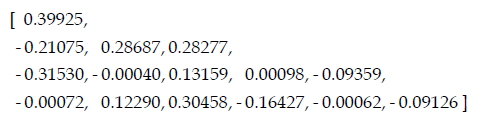 [ 0.39925,
- 0.21075, 0.28687, 0.28277,
- 0.31530, - 0.00040, 0.13159, 0.00098, - 0.09359,
- 0.00072, 0.12290, 0.30458, - 0.16427, - 0.00062, - 0.09126 ]